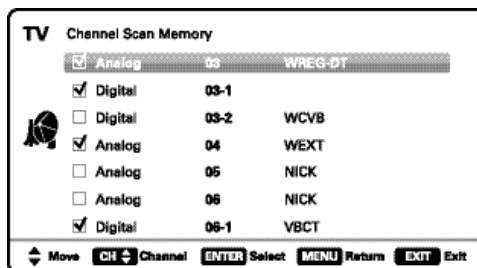 TV Channel Scan Memory
Analog 03 WREG-DT
Digital 03-1
Digital 03-2 WCVB
Analog 04 WEXT
Analog 05 NICK
Analog 06 NICK
Digital 06-1 VBCT
Move CH Channel ENTER Select MENU Return EXIT Exit